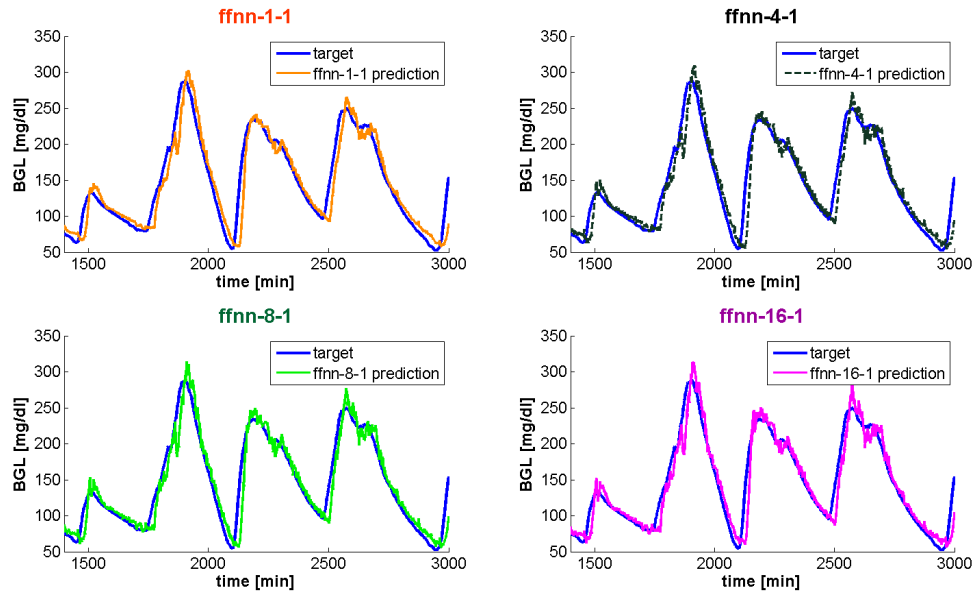 ffnn-1-1
350
300
250
200
150
100
50
BGL [mg/dl]
target
ffnn-1-1 prediction
1500 2000 2500 3000
time [min]
ffnn-4-1
350
300
250
200
150
100
50
BGL [mg/dl]
target
ffnn-4-1 prediction
1500 2000 2500 3000
time [min]
ffnn-8-1
350
300
250
200
150
100
50
BGL [mg/dl]
target
ffnn-8-1 prediction
1500 2000 2500 3000
time [min]
ffnn-16-1
350
300
250
200
150
100
50
BGL [mg/dl]
target
ffnn-16-1 prediction
1500 2000 2500 3000
time [min]